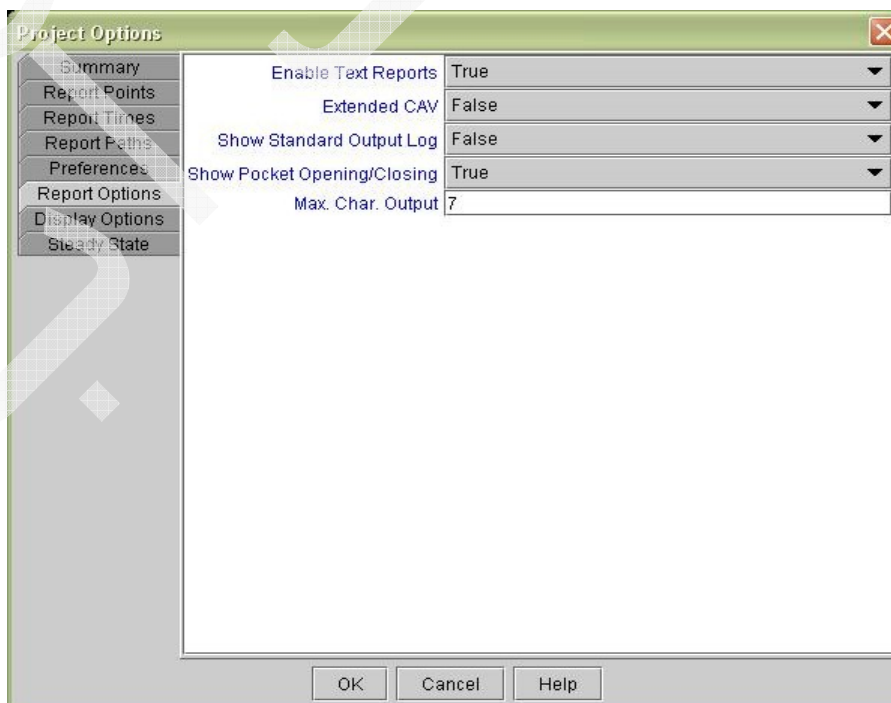 Project Options
Summary
Report Points
Report Times
Report Paths
Preferences
Report Options
Display Options
Steady State
Enable Text Reports True
Extended CAV False
Show Standard Output Log False
Show Pocket Opening/Closing True
Max. Char. Output 7
OK Cancel Help